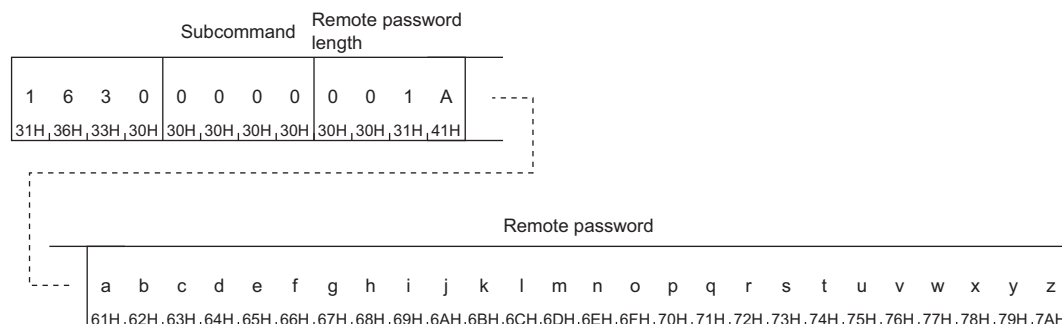 Subcommand Remote password length
1 6 3 0 0 0 0 0 0 0 1 A
31H 36H 33H 30H 30H 30H 30H 30H 30H 30H 31H 41H
Remote password
a b c d e f g h i j k l m n o p q r s t u v w x y z
61H 62H 63H 64H 65H 66H 67H 68H 69H 6AH 6BH 6CH 6DH 6EH 6FH 70H 71H 72H 73H 74H 75H 76H 77H 78H 79H 7AH